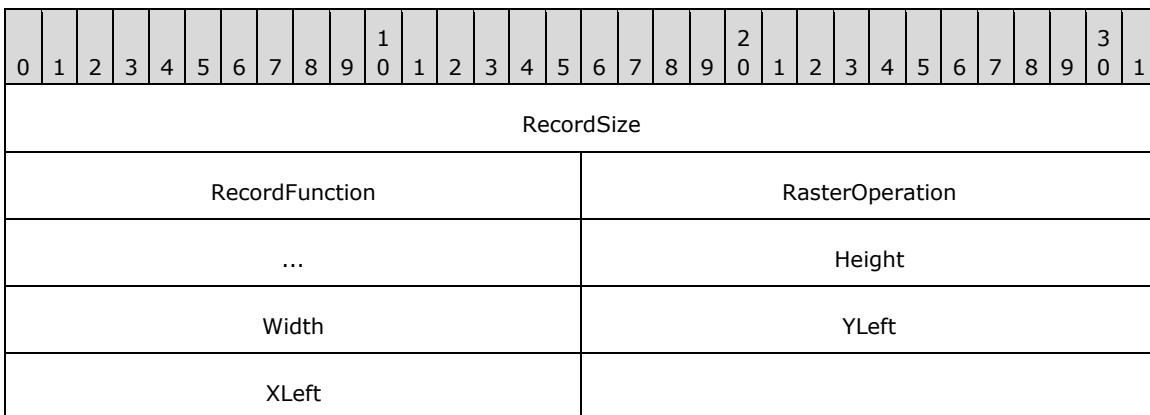 1 2 3
0 1 2 3 4 5 6 7 8 9 0 1 2 3 4 5 6 7 8 9 0 1 2 3 4 5 6 7 8 9 0 1
RecordSize
RecordFunction RasterOperation
... Height
Width YLeft
XLeft